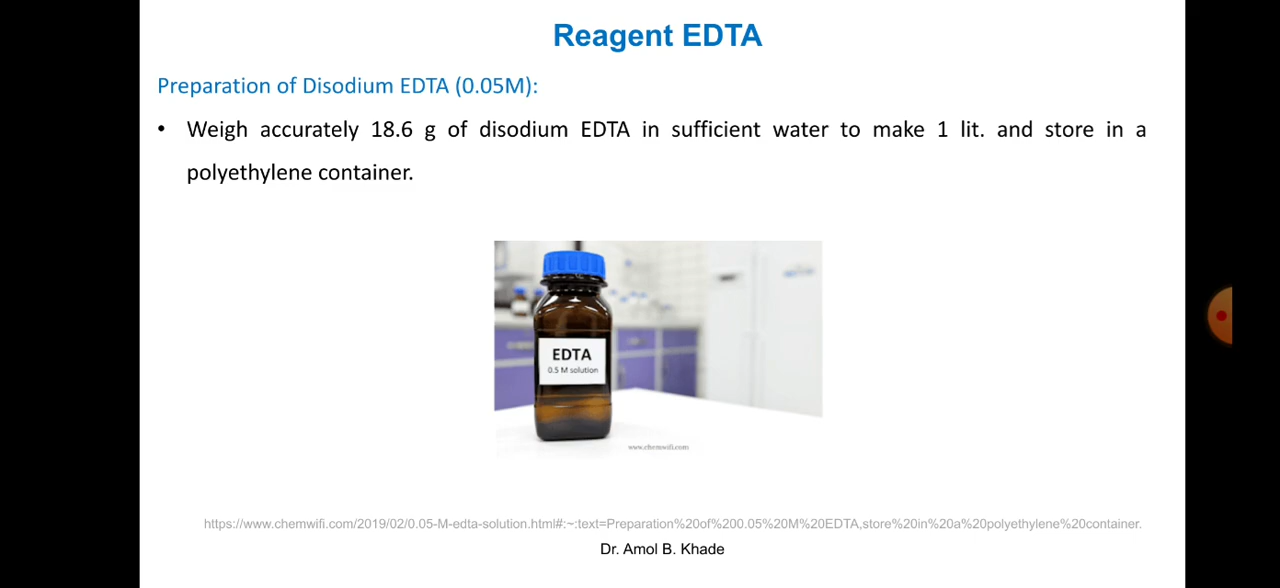 Reagent EDTA
Preparation of Disodium EDTA (0.05M):
• Weigh accurately 18.6 g of disodium EDTA in sufficient water to make 1 lit. and store in a
polyethylene container.
EDTA
0.5 M solution
www.chemwifi.com
https://www.chemwifi.com/2019/02/0.05-M-edta-solution.html#:~:text=Preparation%20of%200.05%20M%20EDTA,store%20in%20a%20polyethylene%20container.
Dr. Amol B. Khade